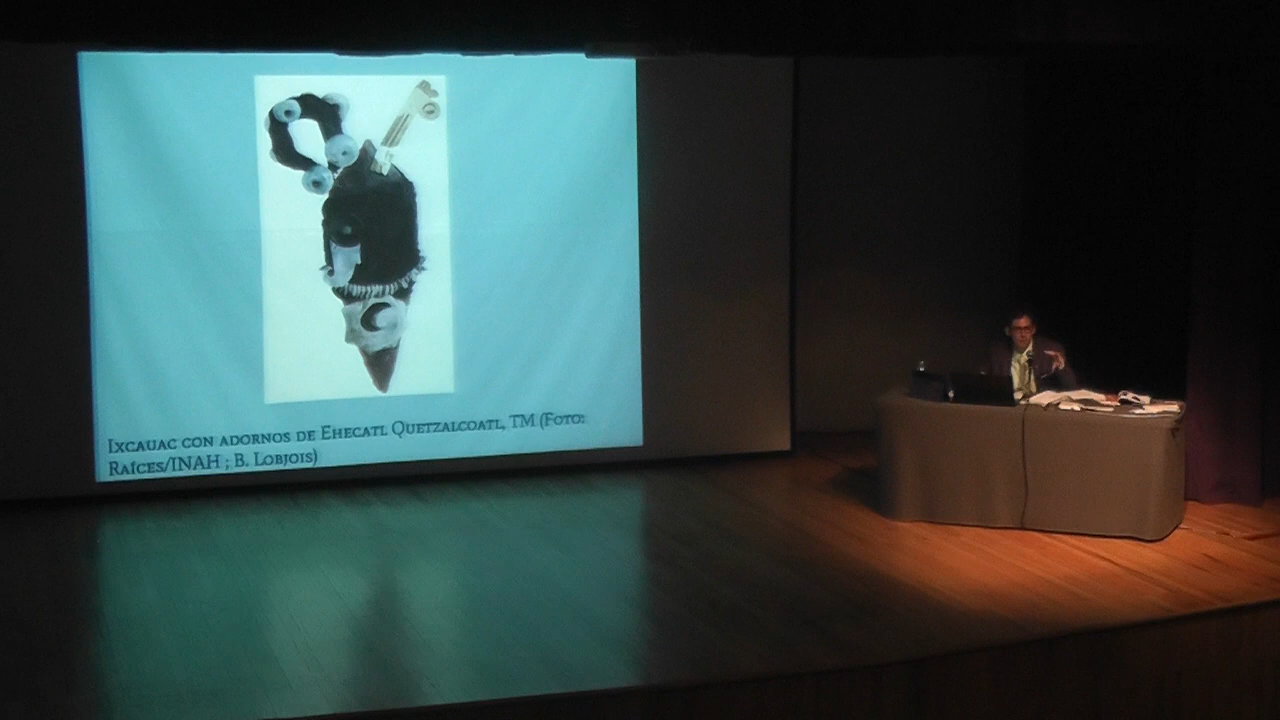 Ixcauac con adornos de Ehecatl Quetzalcoatl, TM (Foto:
Raíces/INAH ; B. Lobjois)